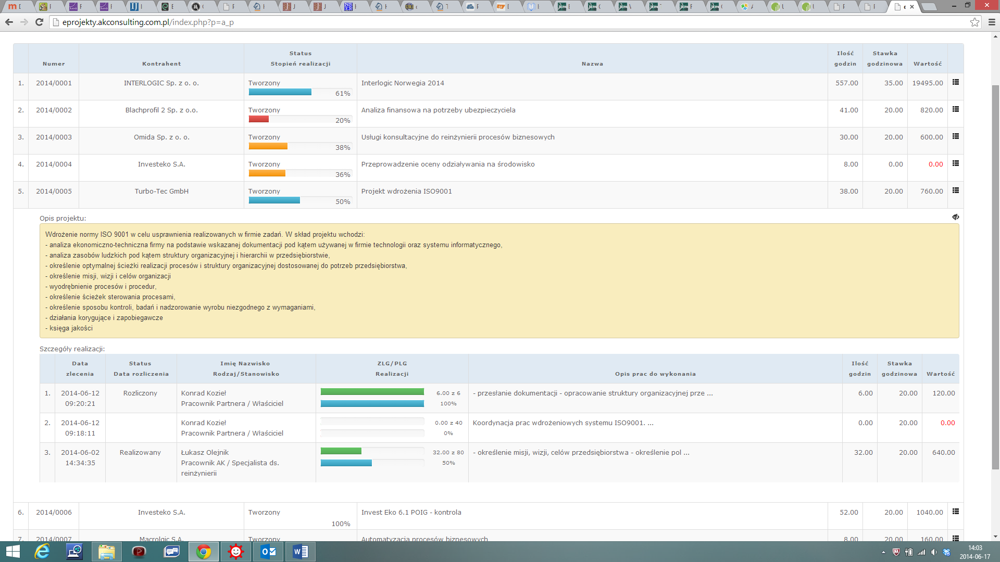 eprojekty.akconsulting.com.pl/index.php?p=a_p
Numer Kontrahent Status Stopień realizacji Nazwa Ilość godzin Stawka godzinowa Wartość
1. 2014/0001 INTERLOGIC Sp. z o. o. Tworzony 61% Interlogic Norwegia 2014 557.00 35.00 19495.00
2. 2014/0002 Blachprofil 2 Sp. z o.o. Tworzony 20% Analiza finansowa na potrzeby ubezpieczyciela 41.00 20.00 820.00
3. 2014/0003 Omida Sp. z o. o. Tworzony 38% Usługi konsultacyjne do reinżynierii procesów biznesowych 30.00 20.00 600.00
4. 2014/0004 Investeko S.A. Tworzony 36% Przeprowadzenie oceny odziaływania na środowisko 8.00 0.00 0.00
5. 2014/0005 Turbo-Tec GmbH Tworzony 50% Projekt wdrożenia ISO9001 38.00 20.00 760.00
Opis projektu:
Wdrożenie normy ISO 9001 w celu usprawnienia realizowanych w firmie zadań. W skład projektu wchodzi:
- analiza ekonomiczno-techniczna firmy na podstawie wskazanej dokumentacji pod kątem używanej w firmie technologii oraz systemu informatycznego,
- analiza zasobów ludzkich pod kątem struktury organizacyjnej i hierarchii w przedsiębiorstwie,
- określenie optymalnej ścieżki realizacji procesów i struktury organizacyjnej dostosowanej do potrzeb przedsiębiorstwa,
- określenie misji, wizji i celów organizacji
- wyodrębnienie procesów i procedur,
- określenie ścieżek sterowania procesami,
- określenie sposobu kontroli, badań i nadzorowanie wyrobu niezgodnego z wymaganiami,
- działania korygujące i zapobiegawcze
- księga jakości
Szczegóły realizacji:
Data zlecenia Status Data rozliczenia Imię Nazwisko Rodzaj/Stanowisko ZLG/PLG Realizacji Opis prac do wykonania Ilość godzin Stawka godzinowa Wartość
1. 2014-06-12 09:20:21 Rozliczony Konrad Kozieł Pracownik Partnera / Właściciel 6.00 z 6 100% - przesłanie dokumentacji - opracowanie struktury organizacyjnej prze ... 6.00 20.00 120.00
2. 2014-06-12 09:18:11 Konrad Kozieł Pracownik Partnera / Właściciel 0.00 z 40 0% Koordynacja prac wdrożeniowych systemu ISO9001. ... 0.00 20.00 0.00
3. 2014-06-02 14:34:35 Realizowany Łukasz Olejnik Pracownik AK / Specjalista ds. reinżynierii 32.00 z 80 50% - określenie misji, wizji, celów przedsiębiorstwa - określenie pol ... 32.00 20.00 640.00
6. 2014/0006 Investeko S.A. Tworzony 100% Invest Eko 6.1 POIG - kontrola 52.00 20.00 1040.00
7. 2014/0007 Macrolgic S.A. Tworzony Automatyzacja procesów biznesowych 8.00 20.00 160.00
14:03
2014-06-17